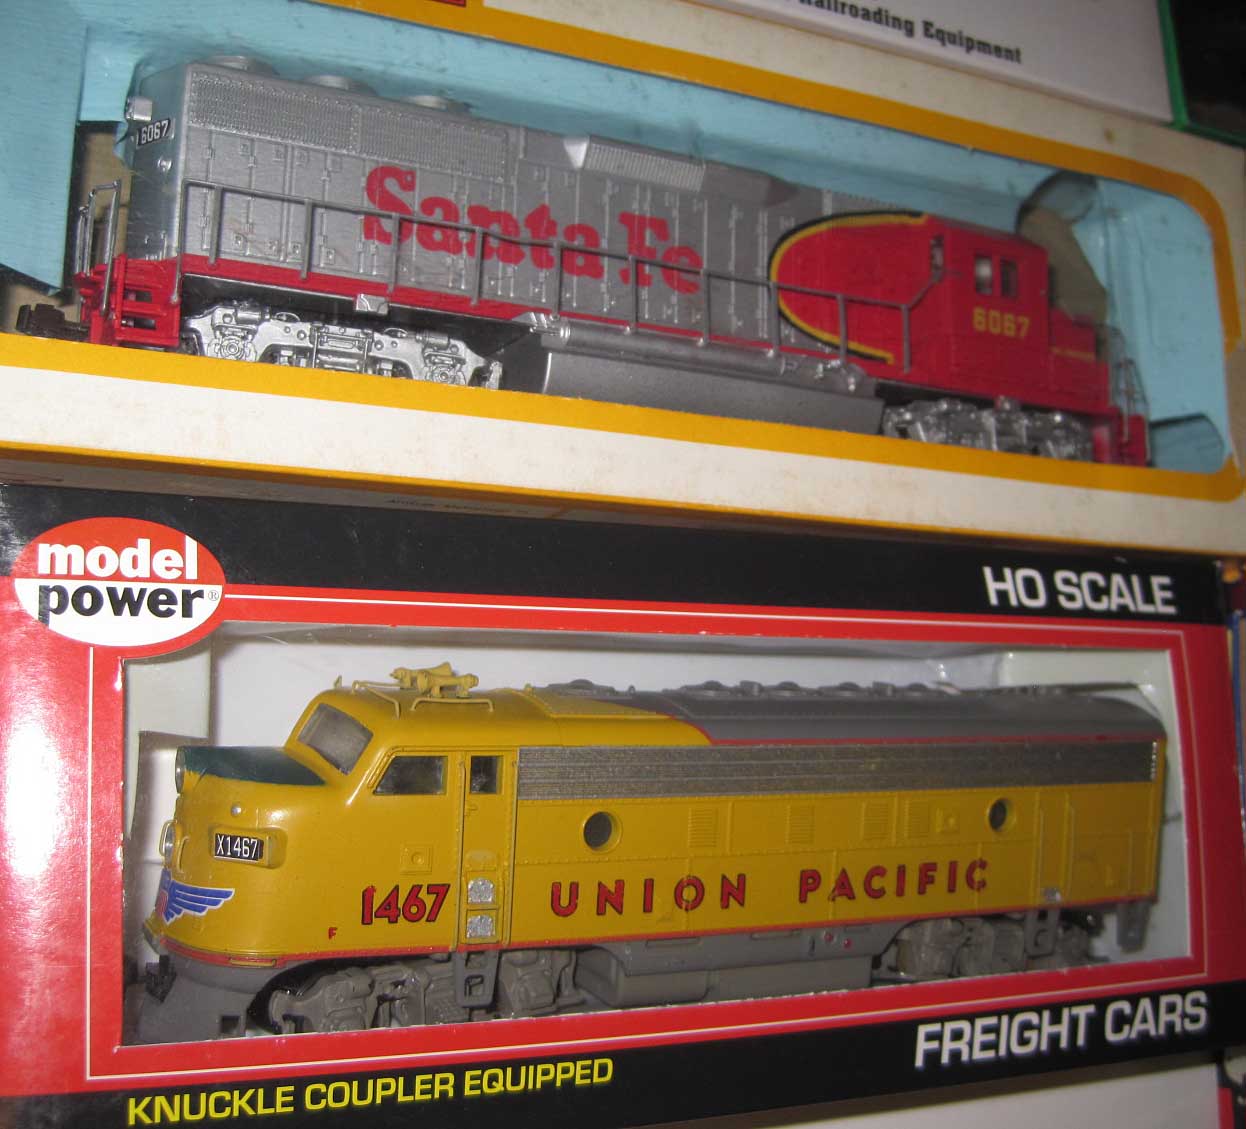 Railroading Equipment
6067
Santa Fe
6067
model
power®
HO SCALE
X1467
F
1467
UNION PACIFIC
FREIGHT CARS
KNUCKLE COUPLER EQUIPPED